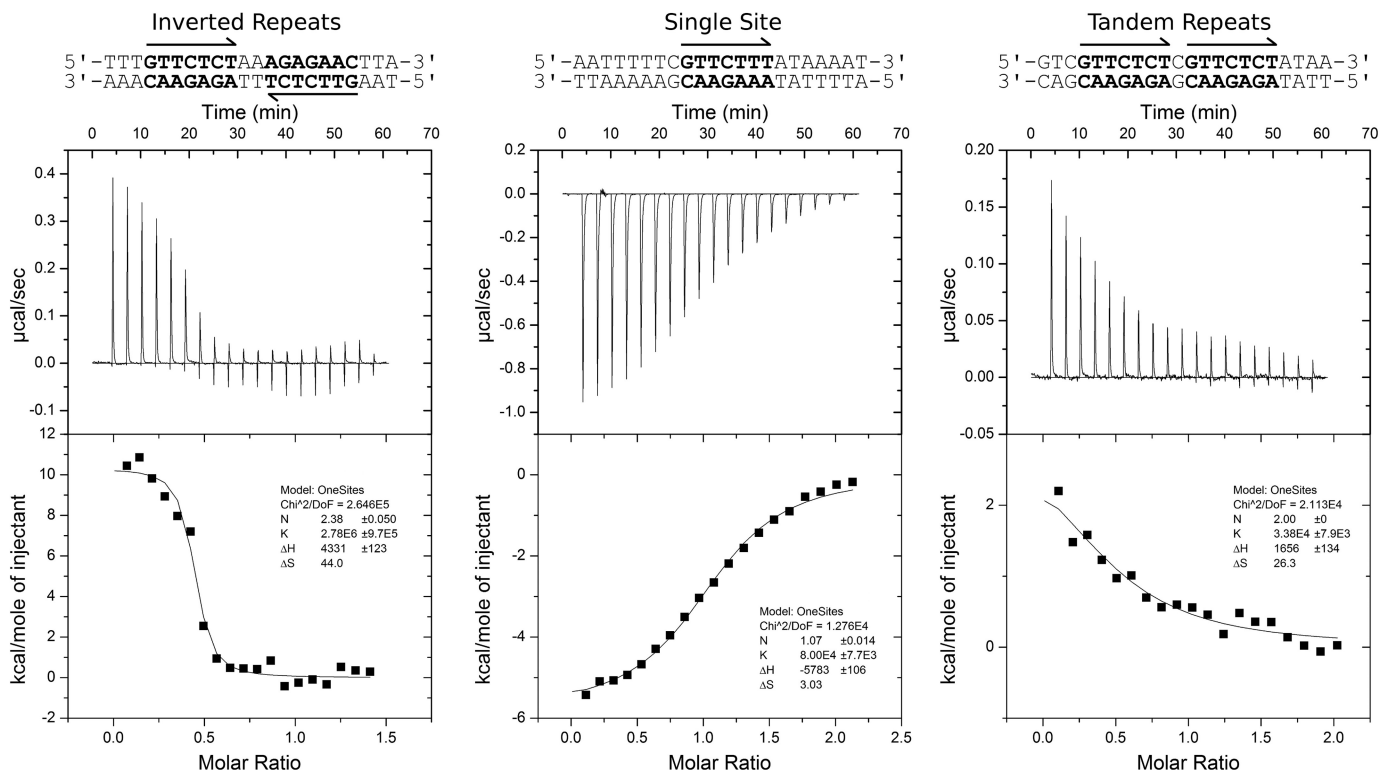 Inverted Repeats
5'-TTTGTTCTCTAAAGAGAACTTA-3'
3'-AAACAAGAGATTTCTCTTGAAT-5'
Time (min)
0 10 20 30 40 50 60 70
0.4
0.3
0.2
0.1
0.0
-0.1
µcal/sec
12
10
8
6
4
2
0
-2
kcal/mole of injectant
Model: OneSites
Chi^2/DoF = 2.646E5
N 2.38 ±0.050
K 2.78E6 ±9.7E5
ΔH 4331 ±123
ΔS 44.0
0.0 0.5 1.0 1.5
Molar Ratio
Single Site
5'-AATTTTTCGTTCTTTATAAAAT-3'
3'-TTAAAAAGCAAGAAATATTTTA-5'
Time (min)
0 10 20 30 40 50 60 70
0.2
0.0
-0.2
-0.4
-0.6
-0.8
-1.0
µcal/sec
0
-2
-4
-6
kcal/mole of injectant
Model: OneSites
Chi^2/DoF = 1.276E4
N 1.07 ±0.014
K 8.00E4 ±7.7E3
ΔH -5783 ±106
ΔS 3.03
0.0 0.5 1.0 1.5 2.0 2.5
Molar Ratio
Tandem Repeats
5'-GTCGTTCTCTCGTTCTCTATAA-3'
3'-CAGCAAGAGAGCAAGAGATATT-5'
Time (min)
0 10 20 30 40 50 60 70
0.20
0.15
0.10
0.05
0.00
-0.05
µcal/sec
2
0
kcal/mole of injectant
Model: OneSites
Chi^2/DoF = 2.113E4
N 2.00 ±0
K 3.38E4 ±7.9E3
ΔH 1656 ±134
ΔS 26.3
0.0 0.5 1.0 1.5 2.0
Molar Ratio